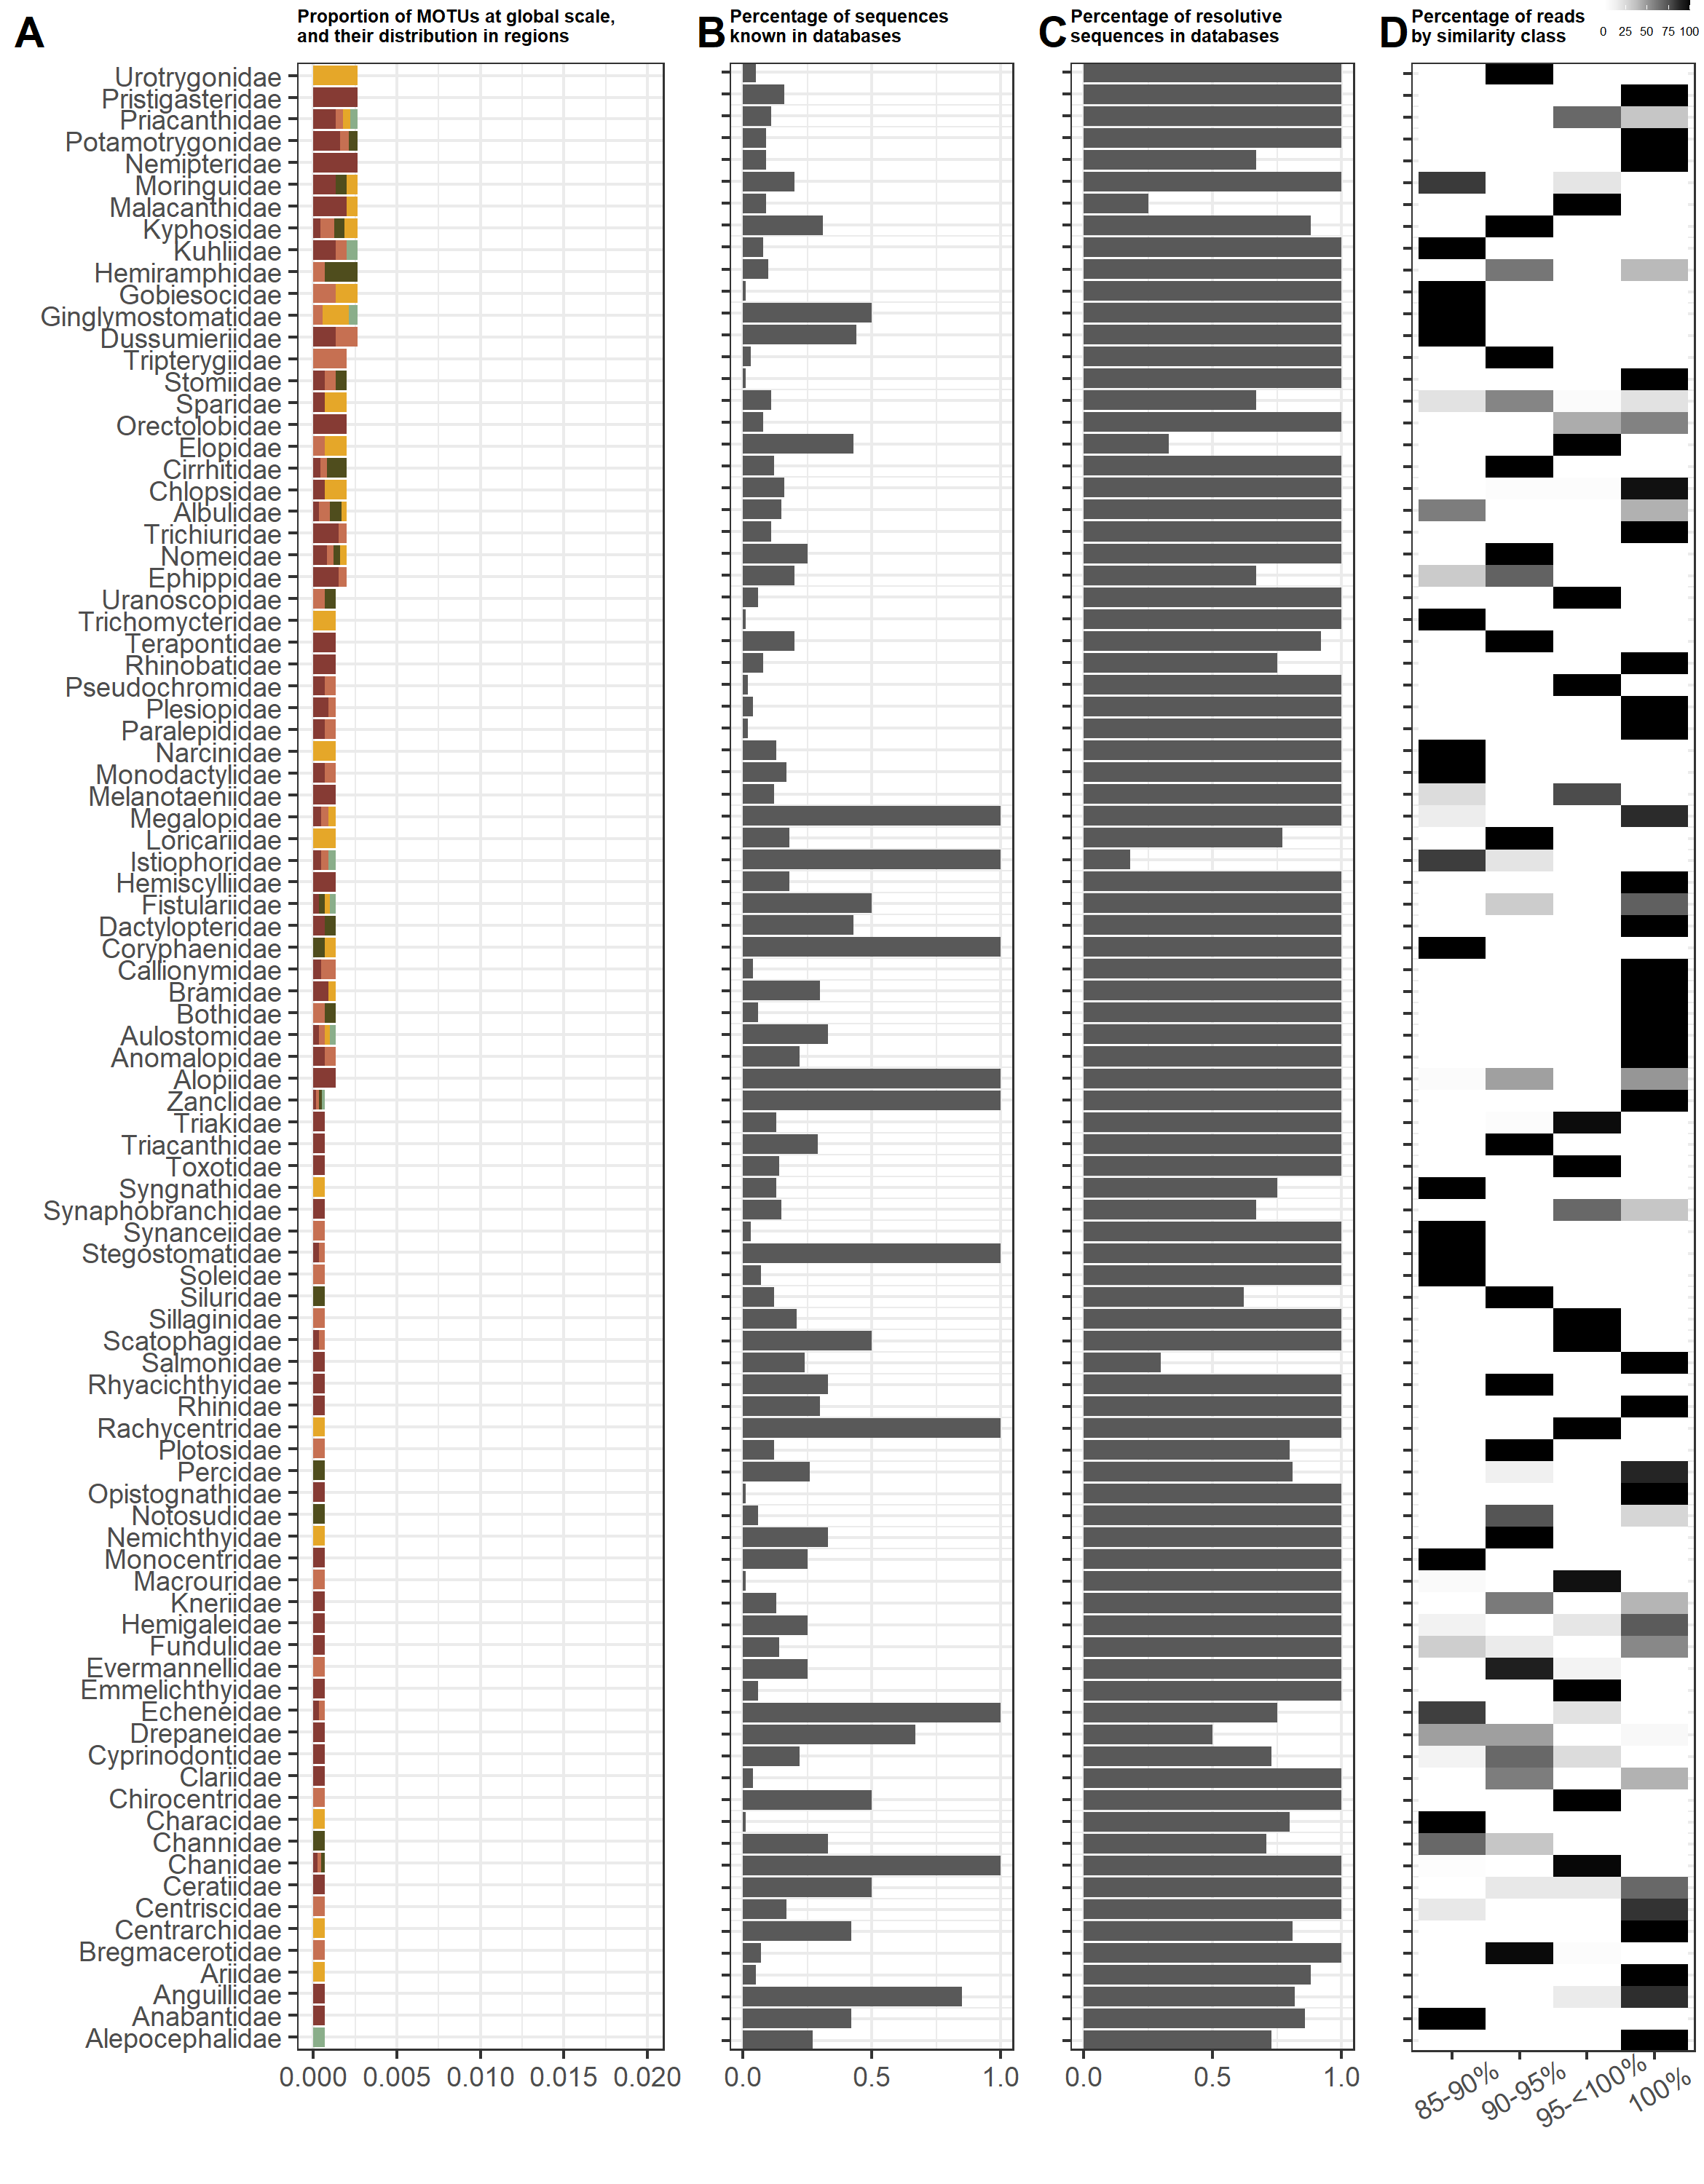 A
Proportion of MOTUs at global scale,
and their distribution in regions
B
Percentage of sequences
known in databases
C
Percentage of resolutive
sequences in databases
D
Percentage of reads
by similarity class
0 25 50 75 100
Urotrygonidae
Pristigasteridae
Priacanthidae
Potamotrygonidae
Nemipteridae
Moringuidae
Malacanthidae
Kyphosidae
Kuhliidae
Hemiramphidae
Gobiesocidae
Ginglymostomatidae
Dussumieriidae
Tripterygiidae
Stomiidae
Sparidae
Orectolobidae
Elopidae
Cirrhitidae
Chlopsidae
Albulidae
Trichiuridae
Nomeidae
Ephippidae
Uranoscopidae
Trichomycteridae
Terapontidae
Rhinobatidae
Pseudochromidae
Plesiopidae
Paralepididae
Narcinidae
Monodactylidae
Melanotaeniidae
Megalopidae
Loricariidae
Istiophoridae
Hemiscylliidae
Fistulariidae
Dactylopteridae
Coryphaenidae
Callionymidae
Bramidae
Bothidae
Aulostomidae
Anomalopidae
Alopiidae
Zanclidae
Triakidae
Triacanthidae
Toxotidae
Syngnathidae
Synaphobranchidae
Synanceiidae
Stegostomatidae
Soleidae
Siluridae
Sillaginidae
Scatophagidae
Salmonidae
Rhyacichthyidae
Rhinidae
Rachycentridae
Plotosidae
Percidae
Opistognathidae
Notosudidae
Nemichthyidae
Monocentridae
Macrouridae
Kneriidae
Hemigaleidae
Fundulidae
Evermannellidae
Emmelichthyidae
Echeneidae
Drepaneidae
Cyprinodontidae
Clariidae
Chirocentridae
Characidae
Channidae
Chanidae
Ceratiidae
Centriscidae
Centrarchidae
Bregmacerotidae
Ariidae
Anguillidae
Anabantidae
Alepocephalidae
0.000 0.005 0.010 0.015 0.020
0.0 0.5 1.0
0.0 0.5 1.0
85-90% 90-95% 95-<100% 100%